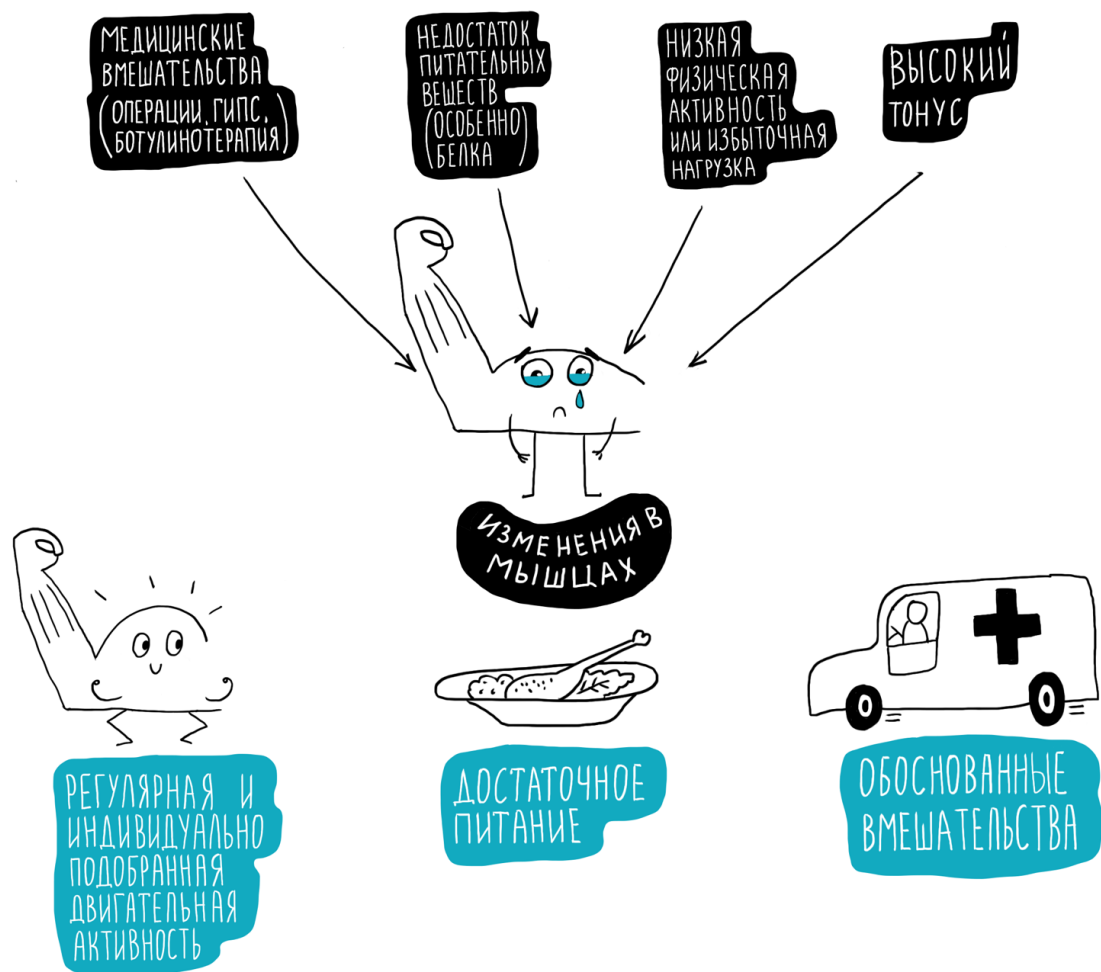 МЕДИЦИНСКИЕ
ВМЕШАТЕЛЬСТВА
(ОПЕРАЦИИ, ГИПС,
БОТУЛИНОТЕРАПИЯ)
НЕДОСТАТОК
ПИТАТЕЛЬНЫХ
ВЕЩЕСТВ
(ОСОБЕННО
БЕЛКА)
НИЗКАЯ
ФИЗИЧЕСКАЯ
АКТИВНОСТЬ
ИЛИ ИЗБЫТОЧНАЯ
НАГРУЗКА
ВЫСОКИЙ
ТОНУС
ИЗМЕНЕНИЯ В
МЫШЦАХ
РЕГУЛЯРНАЯ И
ИНДИВИДУАЛЬНО
ПОДОБРАННАЯ
ДВИГАТЕЛЬНАЯ
АКТИВНОСТЬ
ДОСТАТОЧНОЕ
ПИТАНИЕ
ОБОСНОВАННЫЕ
ВМЕШАТЕЛЬСТВА